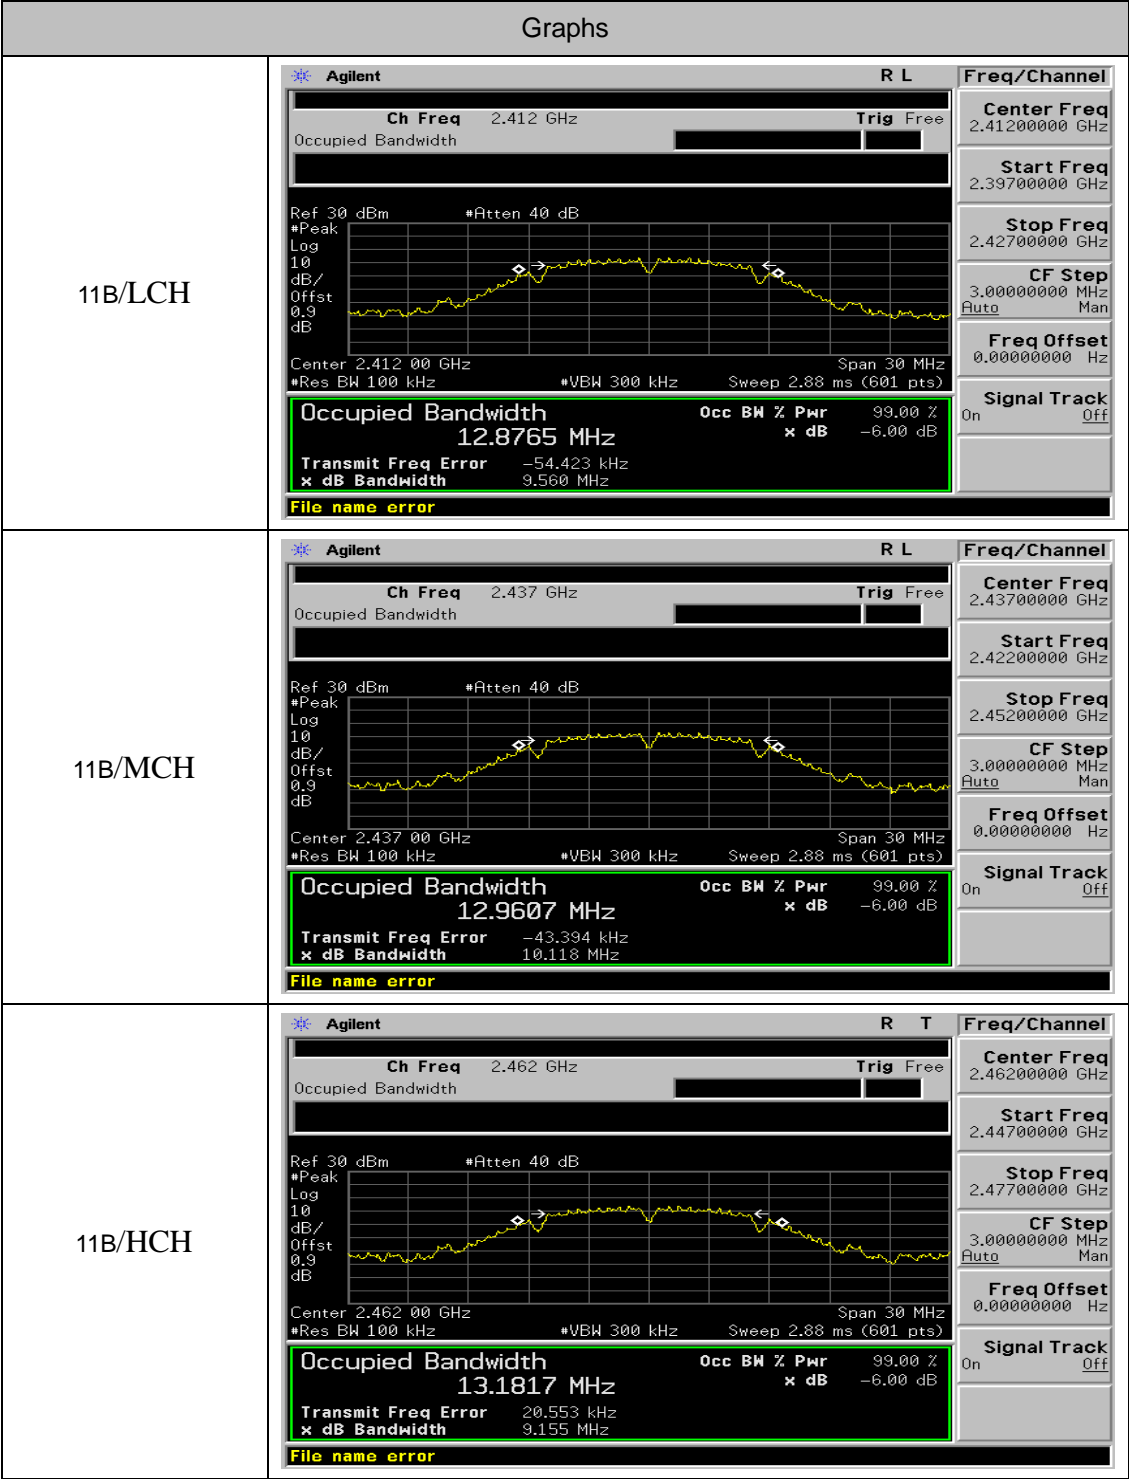 Graphs
11B/LCH
Agilent R L Freq/Channel
Ch Freq 2.412 GHz Trig Free
Occupied Bandwidth
Center Freq
2.41200000 GHz
Start Freq
2.39700000 GHz
Stop Freq
2.42700000 GHz
CF Step
3.00000000 MHz
Auto Man
Freq Offset
0.00000000 Hz
Signal Track
On Off
Ref 30 dBm #Atten 40 dB
#Peak
Log
10
dB/
Offst
0.9
dB
Center 2.412 00 GHz Span 30 MHz
#Res BW 100 kHz #VBW 300 kHz Sweep 2.88 ms (601 pts)
Occupied Bandwidth Occ BW % Pwr 99.00 %
12.8765 MHz x dB -6.00 dB
Transmit Freq Error -54.423 kHz
x dB Bandwidth 9.560 MHz
File name error
11B/MCH
Agilent R L Freq/Channel
Ch Freq 2.437 GHz Trig Free
Occupied Bandwidth
Center Freq
2.43700000 GHz
Start Freq
2.42200000 GHz
Stop Freq
2.45200000 GHz
CF Step
3.00000000 MHz
Auto Man
Freq Offset
0.00000000 Hz
Signal Track
On Off
Ref 30 dBm #Atten 40 dB
#Peak
Log
10
dB/
Offst
0.9
dB
Center 2.437 00 GHz Span 30 MHz
#Res BW 100 kHz #VBW 300 kHz Sweep 2.88 ms (601 pts)
Occupied Bandwidth Occ BW % Pwr 99.00 %
12.9607 MHz x dB -6.00 dB
Transmit Freq Error -43.394 kHz
x dB Bandwidth 10.118 MHz
File name error
11B/HCH
Agilent R T Freq/Channel
Ch Freq 2.462 GHz Trig Free
Occupied Bandwidth
Center Freq
2.46200000 GHz
Start Freq
2.44700000 GHz
Stop Freq
2.47700000 GHz
CF Step
3.00000000 MHz
Auto Man
Freq Offset
0.00000000 Hz
Signal Track
On Off
Ref 30 dBm #Atten 40 dB
#Peak
Log
10
dB/
Offst
0.9
dB
Center 2.462 00 GHz Span 30 MHz
#Res BW 100 kHz #VBW 300 kHz Sweep 2.88 ms (601 pts)
Occupied Bandwidth Occ BW % Pwr 99.00 %
13.1817 MHz x dB -6.00 dB
Transmit Freq Error 20.553 kHz
x dB Bandwidth 9.155 MHz
File name error